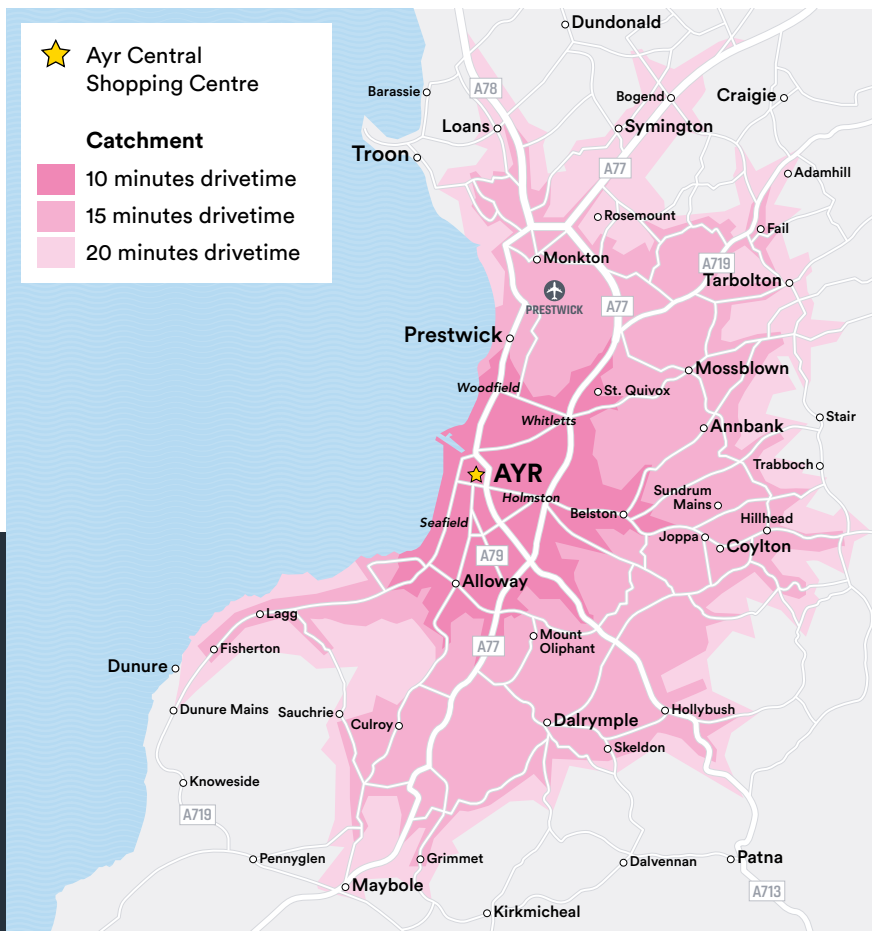 Ayr Central
Shopping Centre
Catchment
10 minutes drivetime
15 minutes drivetime
20 minutes drivetime
Dundonald
Barassie
A78
Bogend
Craigie
Loans
Symington
Troon
A77
Adamhill
Rosemount
Fail
Monkton
A719
Tarbolton
PRESTWICK
A77
Prestwick
Mossblown
Woodfield
St. Quivox
Whitletts
Annbank
Stair
Trabboch
AYR
Holmston
Sundrum
Mains
Belston
Hillhead
Seafield
Joppa
Coylton
A79
Alloway
Lagg
Mount
Oliphant
A77
Fisherton
Dunure
Dunure Mains
Sauchrie
Culroy
Dalrymple
Hollybush
Skeldon
Knoweside
A719
Pennyglen
Grimmet
Dalvennan
Patna
Maybole
A713
Kirkmicheal